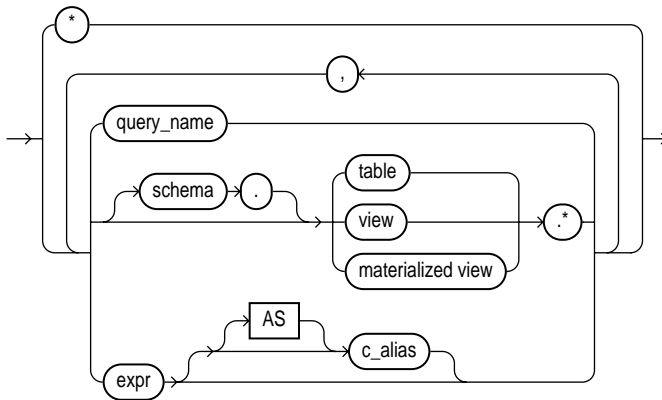 *
,
query_name
schema .
table
view .*
materialized view
AS
c_alias
expr